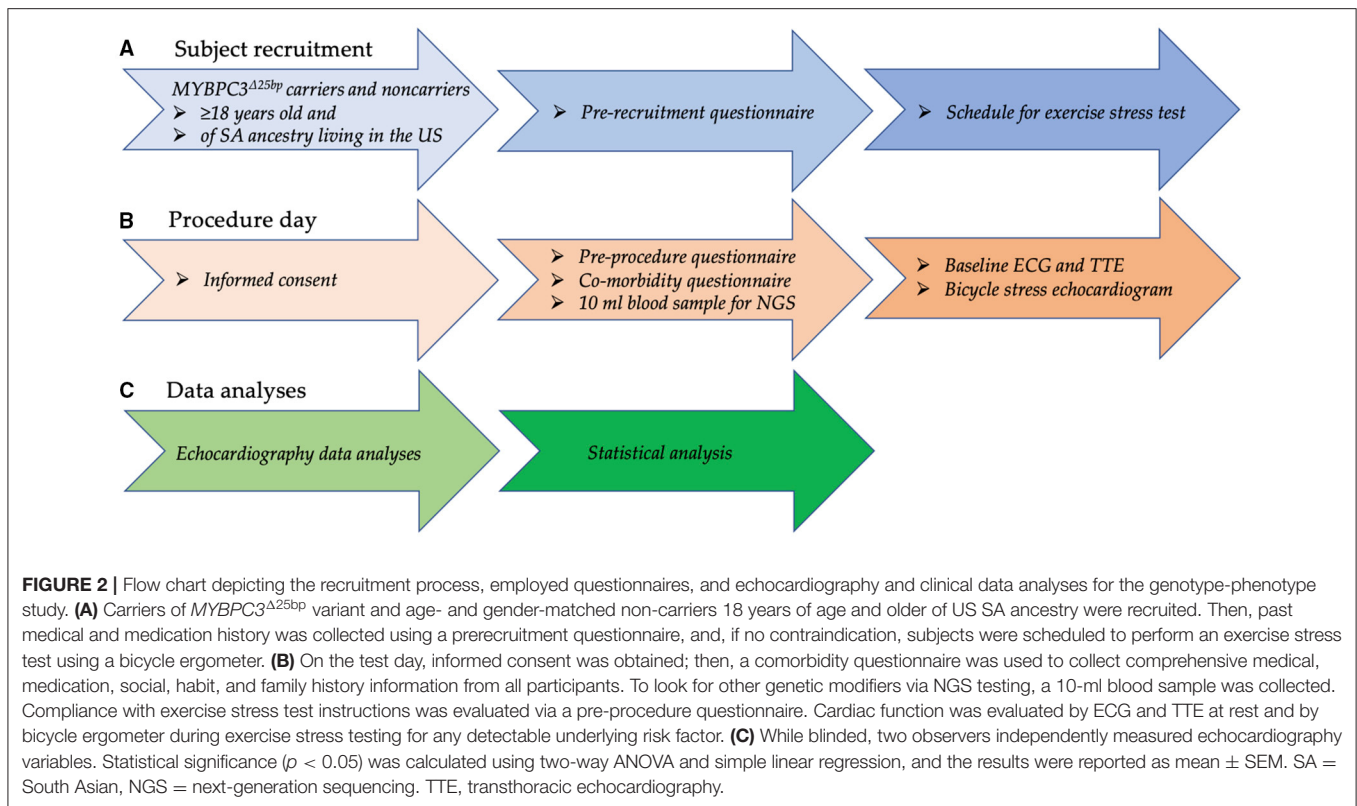 A Subject recruitment
MYBPC3Δ25bp carriers and noncarriers
➢ ≥18 years old and
➢ of SA ancestry living in the US
➢ Pre-recruitment questionnaire
➢ Schedule for exercise stress test
B Procedure day
➢ Informed consent
➢ Pre-procedure questionnaire
➢ Co-morbidity questionnaire
➢ 10 ml blood sample for NGS
➢ Baseline ECG and TTE
➢ Bicycle stress echocardiogram
C Data analyses
Echocardiography data analyses
Statistical analysis
FIGURE 2 | Flow chart depicting the recruitment process, employed questionnaires, and echocardiography and clinical data analyses for the genotype-phenotype
study. (A) Carriers of MYBPC3Δ25bp variant and age- and gender-matched non-carriers 18 years of age and older of US SA ancestry were recruited. Then, past
medical and medication history was collected using a prerecruitment questionnaire, and, if no contraindication, subjects were scheduled to perform an exercise stress
test using a bicycle ergometer. (B) On the test day, informed consent was obtained; then, a comorbidity questionnaire was used to collect comprehensive medical,
medication, social, habit, and family history information from all participants. To look for other genetic modifiers via NGS testing, a 10-ml blood sample was collected.
Compliance with exercise stress test instructions was evaluated via a pre-procedure questionnaire. Cardiac function was evaluated by ECG and TTE at rest and by
bicycle ergometer during exercise stress testing for any detectable underlying risk factor. (C) While blinded, two observers independently measured echocardiography
variables. Statistical significance (p < 0.05) was calculated using two-way ANOVA and simple linear regression, and the results were reported as mean ± SEM. SA =
South Asian, NGS = next-generation sequencing. TTE, transthoracic echocardiography.